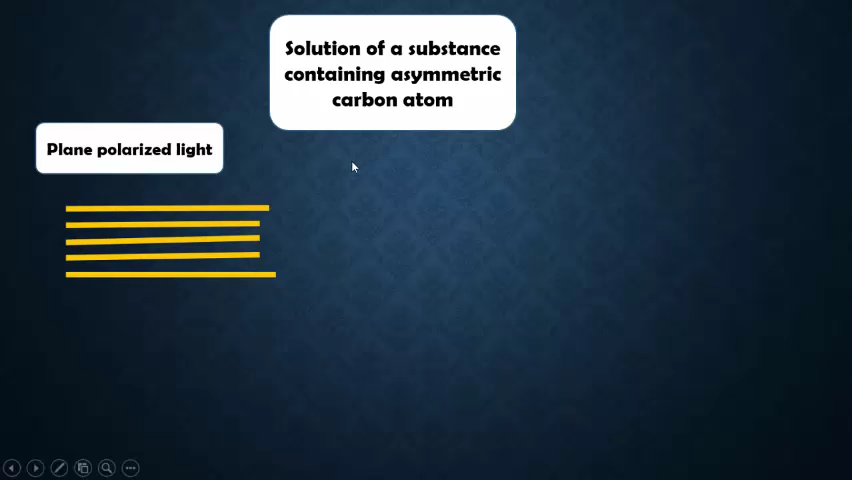 Solution of a substance
containing asymmetric
carbon atom
Plane polarized light